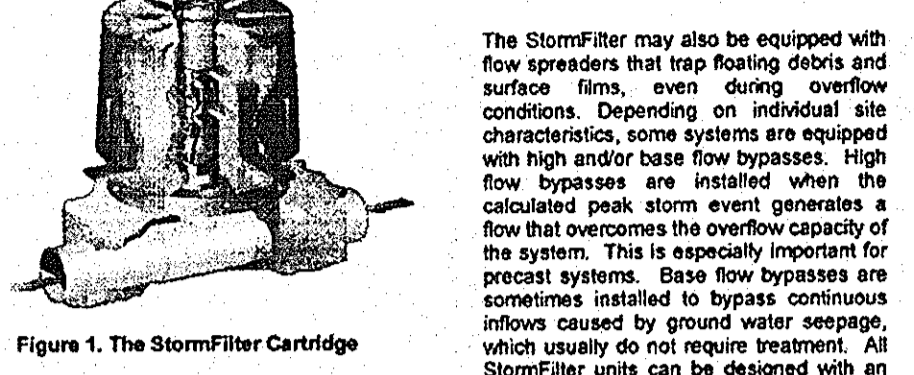 The StormFilter may also be equipped with
flow spreaders that trap floating debris and
surface films, even during overflow
conditions. Depending on individual site
characteristics, some systems are equipped
with high and/or base flow bypasses. High
flow bypasses are installed when the
calculated peak storm event generates a
flow that overcomes the overflow capacity of
the system. This is especially important for
precast systems. Base flow bypasses are
sometimes installed to bypass continuous
inflows caused by ground water seepage,
which usually do not require treatment. All
StormFilter units can be designed with an
Figure 1. The StormFilter Cartridge